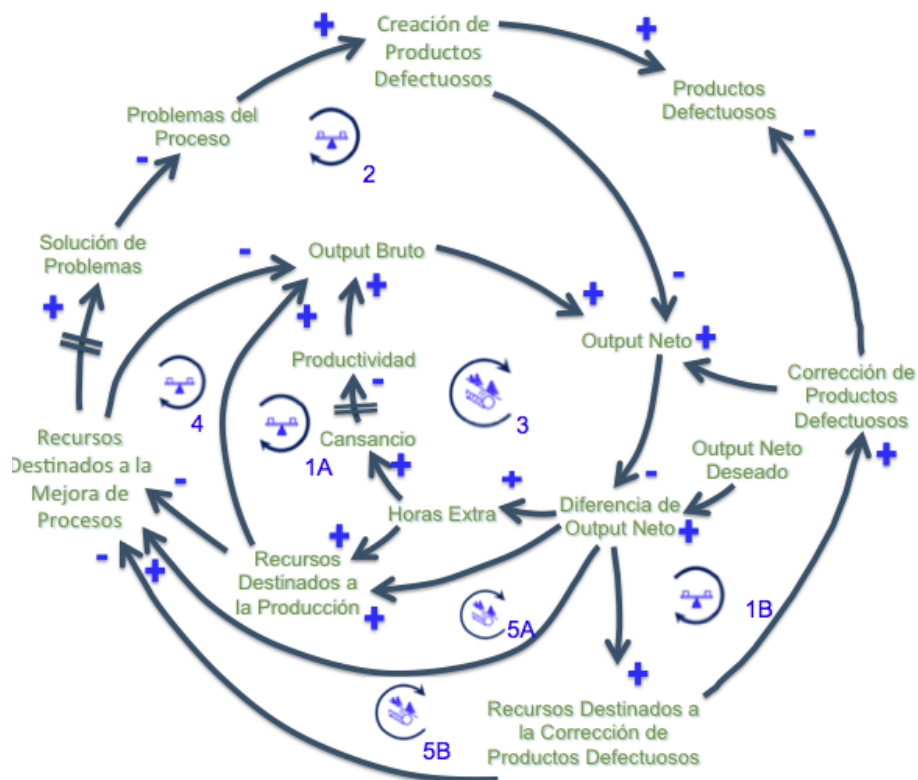 Creación de
Productos
Defectuosos
+
+
Productos
Defectuosos
-
Problemas del
Proceso
-
2
Solución de
Problemas
+
-
Output Bruto
+
+
+
-
Output Neto
+
Productividad
-
3
4
1A
Cansancio
+
Corrección de
Productos
Defectuosos
+
Output Neto
Deseado
Recursos
Destinados a la
Mejora de
Procesos
-
-
+
-
+
Horas Extra
+
Diferencia de
Output Neto
+
Recursos
Destinados a
la Producción
+
1B
5A
+
Recursos Destinados a
la Corrección de
Productos Defectuosos
5B